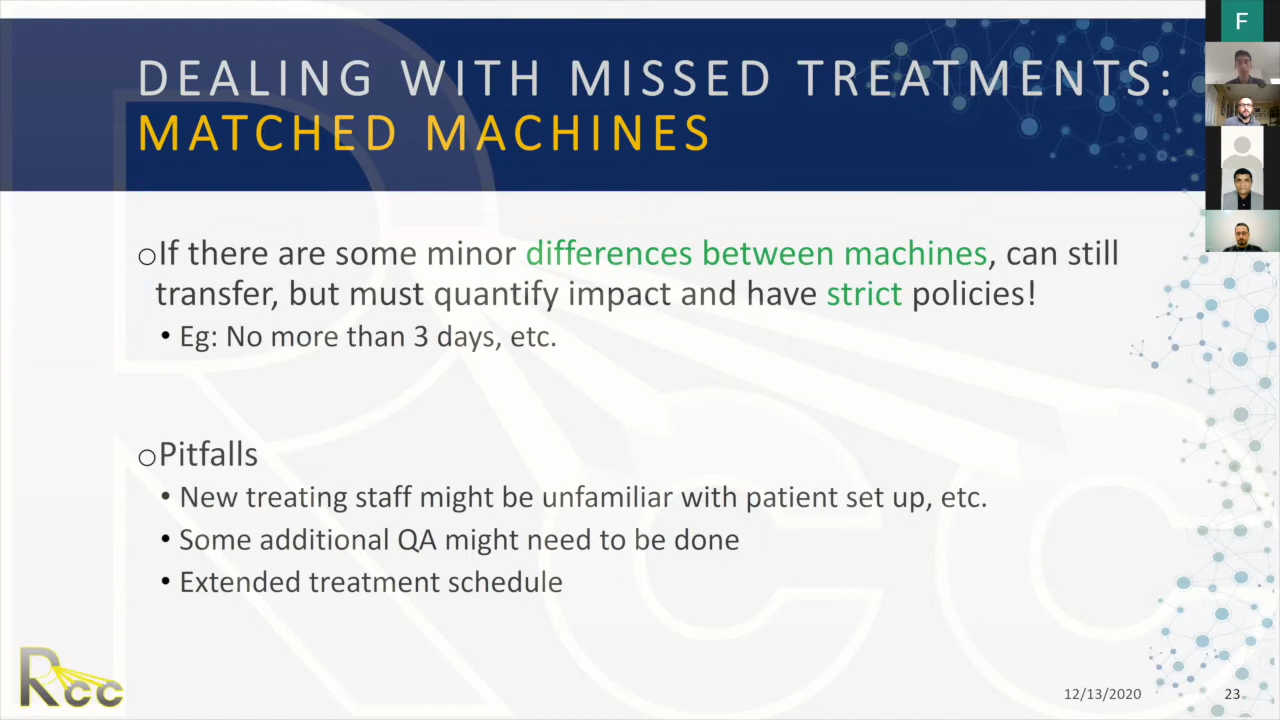 DEALING WITH MISSED TREATMENTS:
MATCHED MACHINES
F
oIf there are some minor differences between machines, can still
transfer, but must quantify impact and have strict policies!
• Eg: No more than 3 days, etc.
oPitfalls
• New treating staff might be unfamiliar with patient set up, etc.
• Some additional QA might need to be done
• Extended treatment schedule
Rcc
12/13/2020
23